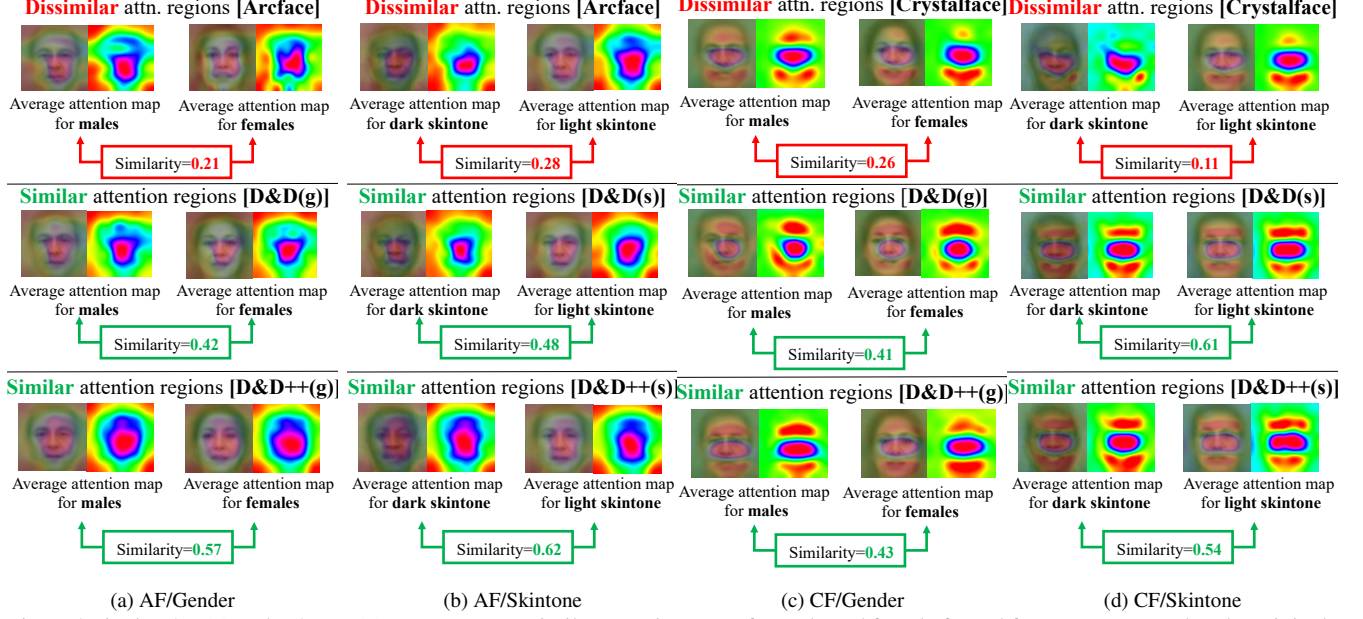 Dissimilar attn. regions [Arcface]
Average attention map
for males
Average attention map
for females
Similarity=0.21
Similar attention regions [D&D(g)]
Average attention map
for males
Average attention map
for females
Similarity=0.42
Similar attention regions [D&D++(g)]
Average attention map
for males
Average attention map
for females
Similarity=0.57
(a) AF/Gender
Dissimilar attn. regions [Arcface]
Average attention map
for dark skintone
Average attention map
for light skintone
Similarity=0.28
Similar attention regions [D&D(s)]
Average attention map
for dark skintone
Average attention map
for light skintone
Similarity=0.48
Similar attention regions [D&D++(s)]
Average attention map
for dark skintone
Average attention map
for light skintone
Similarity=0.62
(b) AF/Skintone
Dissimilar attn. regions [Crystalface]
Average attention map
for males
Average attention map
for females
Similarity=0.26
Similar attention regions [D&D(g)]
Average attention map
for males
Average attention map
for females
Similarity=0.41
Similar attention regions [D&D++(g)]
Average attention map
for males
Average attention map
for females
Similarity=0.43
(c) CF/Gender
Dissimilar attn. regions [Crystalface]
Average attention map
for dark skintone
Average attention map
for light skintone
Similarity=0.11
Similar attention regions [D&D(s)]
Average attention map
for dark skintone
Average attention map
for light skintone
Similarity=0.61
Similar attention regions [D&D++(s)]
Average attention map
for dark skintone
Average attention map
for light skintone
Similarity=0.54
(d) CF/Skintone